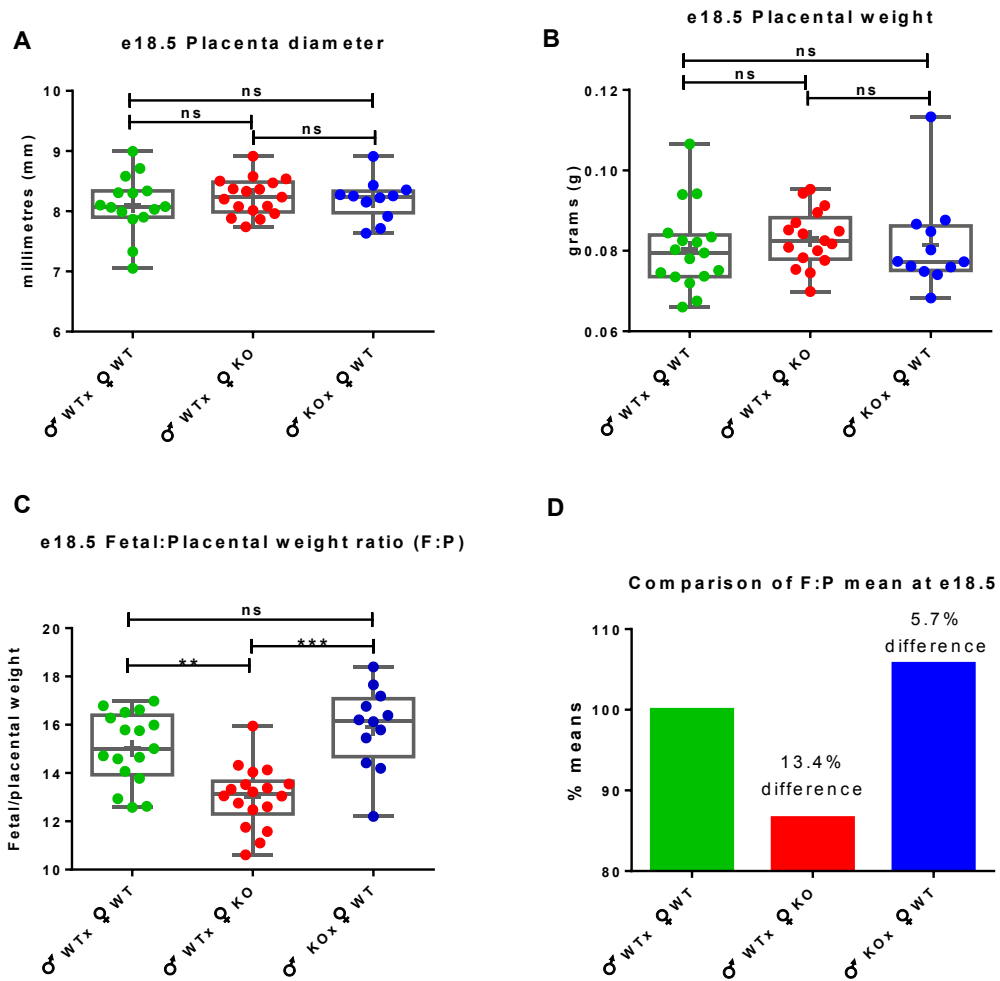 A
e18.5 Placenta diameter
ns
ns
ns
millimetres (mm)
10
9
8
7
6
♂ WTx ♀ WT
♂ WTx ♀ KO
♂ KOx ♀ WT
B
e18.5 Placental weight
ns
ns
ns
grams (g)
0.12
0.10
0.08
0.06
♂ WTx ♀ WT
♂ WTx ♀ KO
♂ KOx ♀ WT
C
e18.5 Fetal:Placental weight ratio (F:P)
ns
***
**
Fetal/placental weight
20
18
16
14
12
10
♂ WTx ♀ WT
♂ WTx ♀ KO
♂ KOx ♀ WT
D
Comparison of F:P mean at e18.5
5.7%
difference
13.4%
difference
% means
110
100
90
80
♂ WTx ♀ WT
♂ WTx ♀ KO
♂ KOx ♀ WT